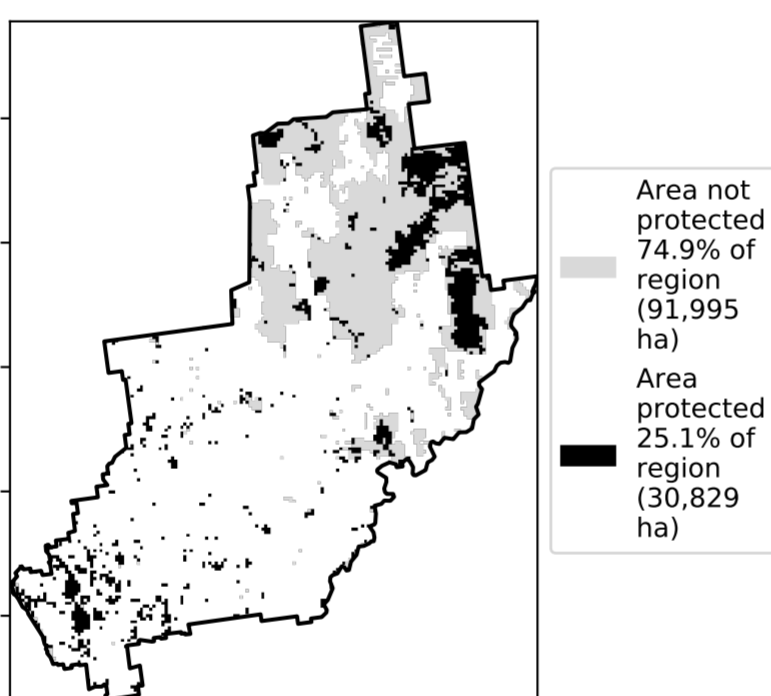 Area not
protected
74.9% of
region
(91,995
ha)
Area
protected
25.1% of
region
(30,829
ha)